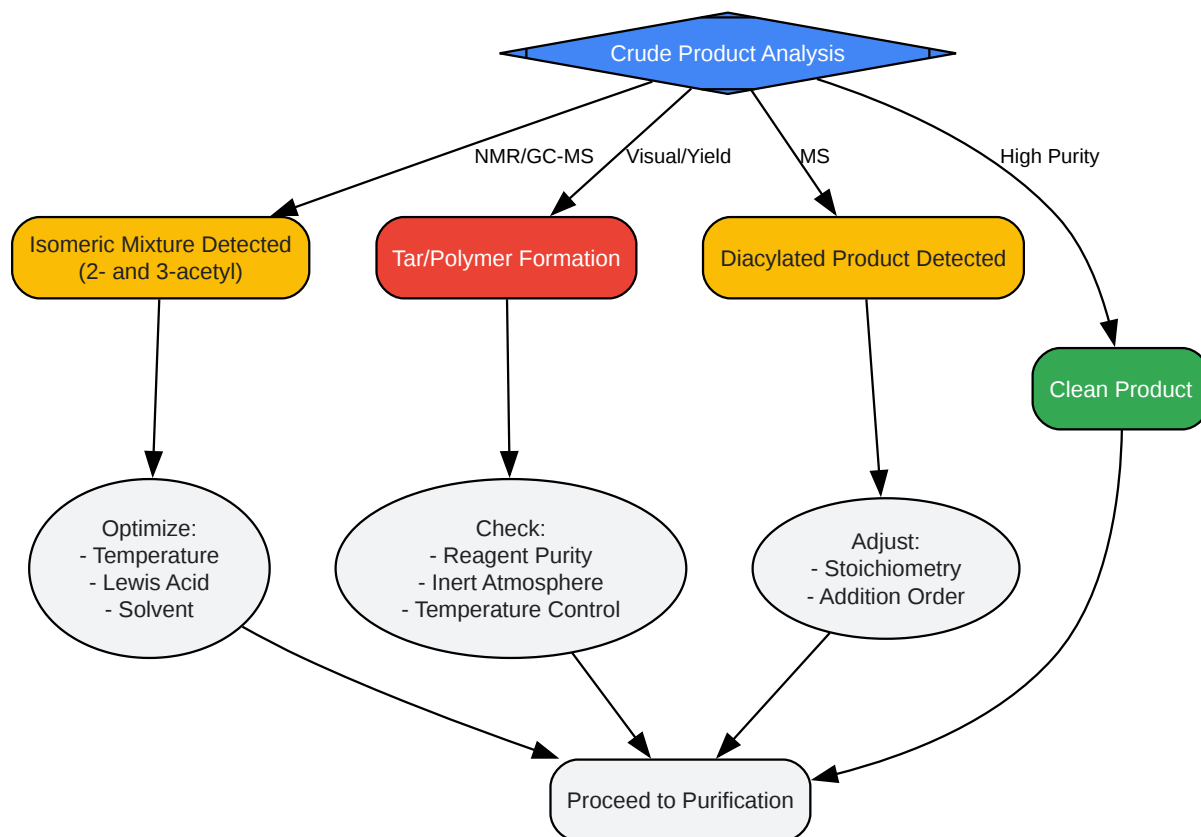 Crude Product Analysis
NMR/GC-MS
Visual/Yield
MS
High Purity
Isomeric Mixture Detected
(2- and 3-acetyl)
Tar/Polymer Formation
Diacylated Product Detected
Clean Product
Optimize:
- Temperature
- Lewis Acid
- Solvent
Check:
- Reagent Purity
- Inert Atmosphere
- Temperature Control
Adjust:
- Stoichiometry
- Addition Order
Proceed to Purification